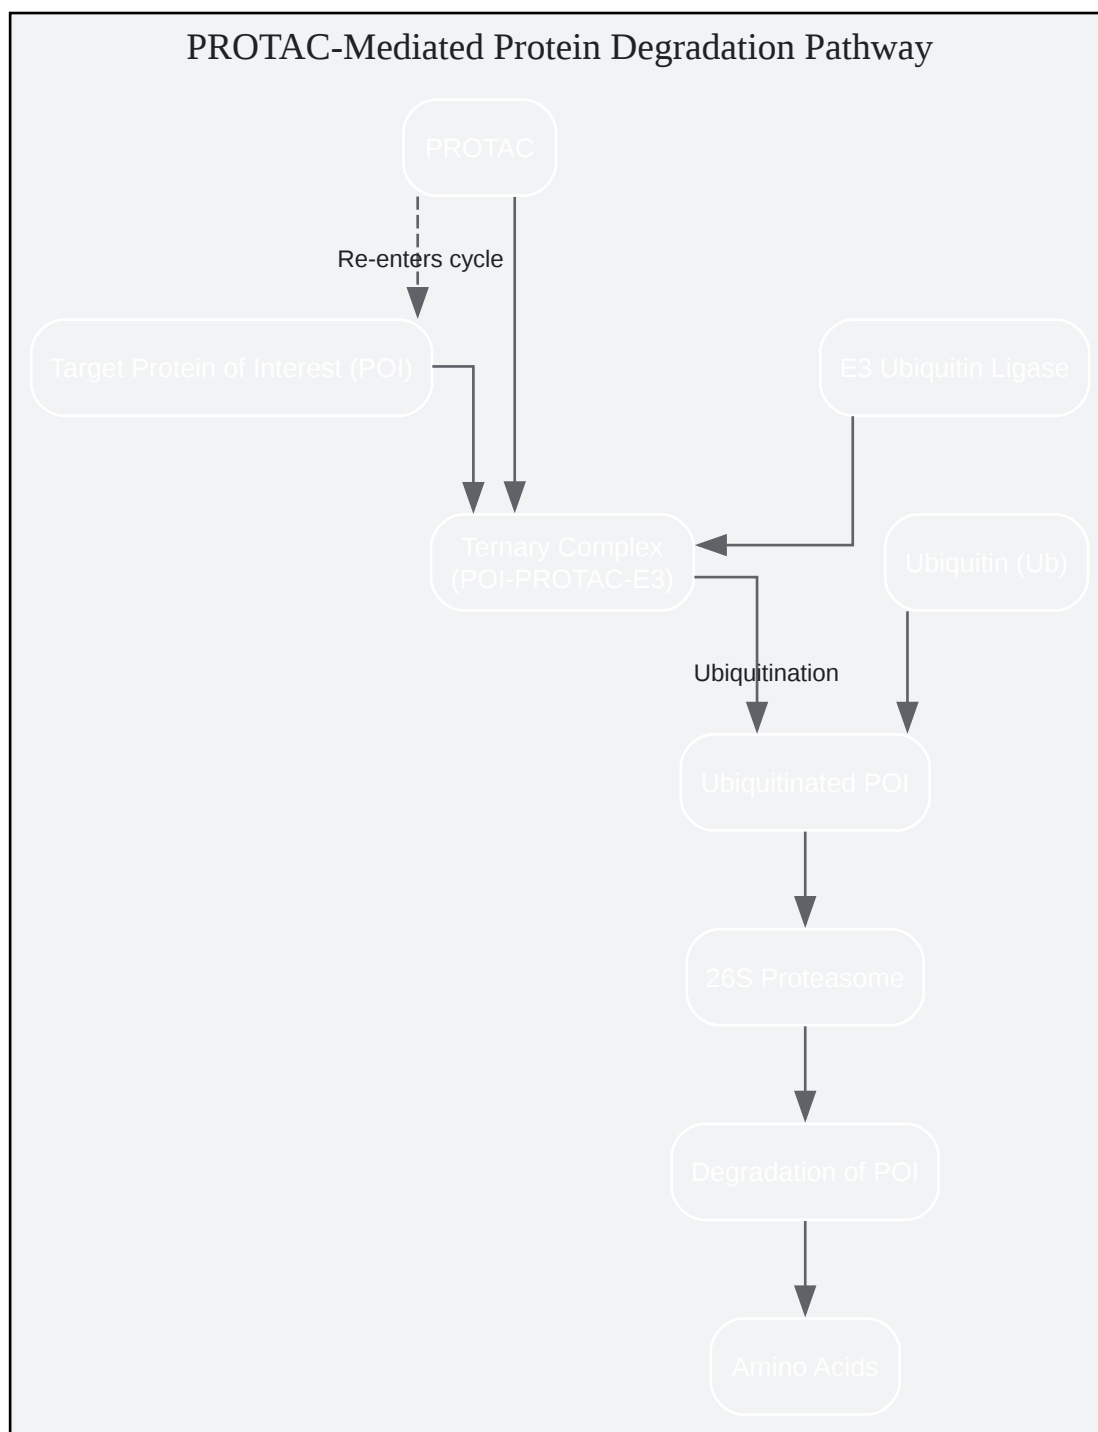 PROTAC-Mediated Protein Degradation Pathway
PROTAC
Re-enters cycle
Target Protein of Interest (POI)
E3 Ubiquitin Ligase
Ternary Complex
(POI-PROTAC-E3)
Ubiquitin (Ub)
Ubiquitination
Ubiquitinated POI
26S Proteasome
Degradation of POI
Amino Acids